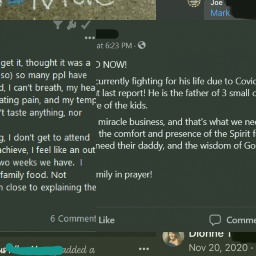 Joe
Mark
at 6:23 PM ·
get it, thought it was a
so) so many ppl have
d, I can't breath, my hea
ating pain, and my temp
't taste anything, nor
g, I don't get to attend
achieve, I feel like an out
wo weeks we have. I
family food. Not
n close to explaining the
6 Comment
O NOW!
currently fighting for his life due to Covid
t last report! He is the father of 3 small c
e of the kids.
miracle business, and that's what we nee
the comfort and presence of the Spirit f
need their daddy, and the wisdom of Go
mily in prayer!
Like
Comme
added a
Dionne
Nov 20, 2020 ·